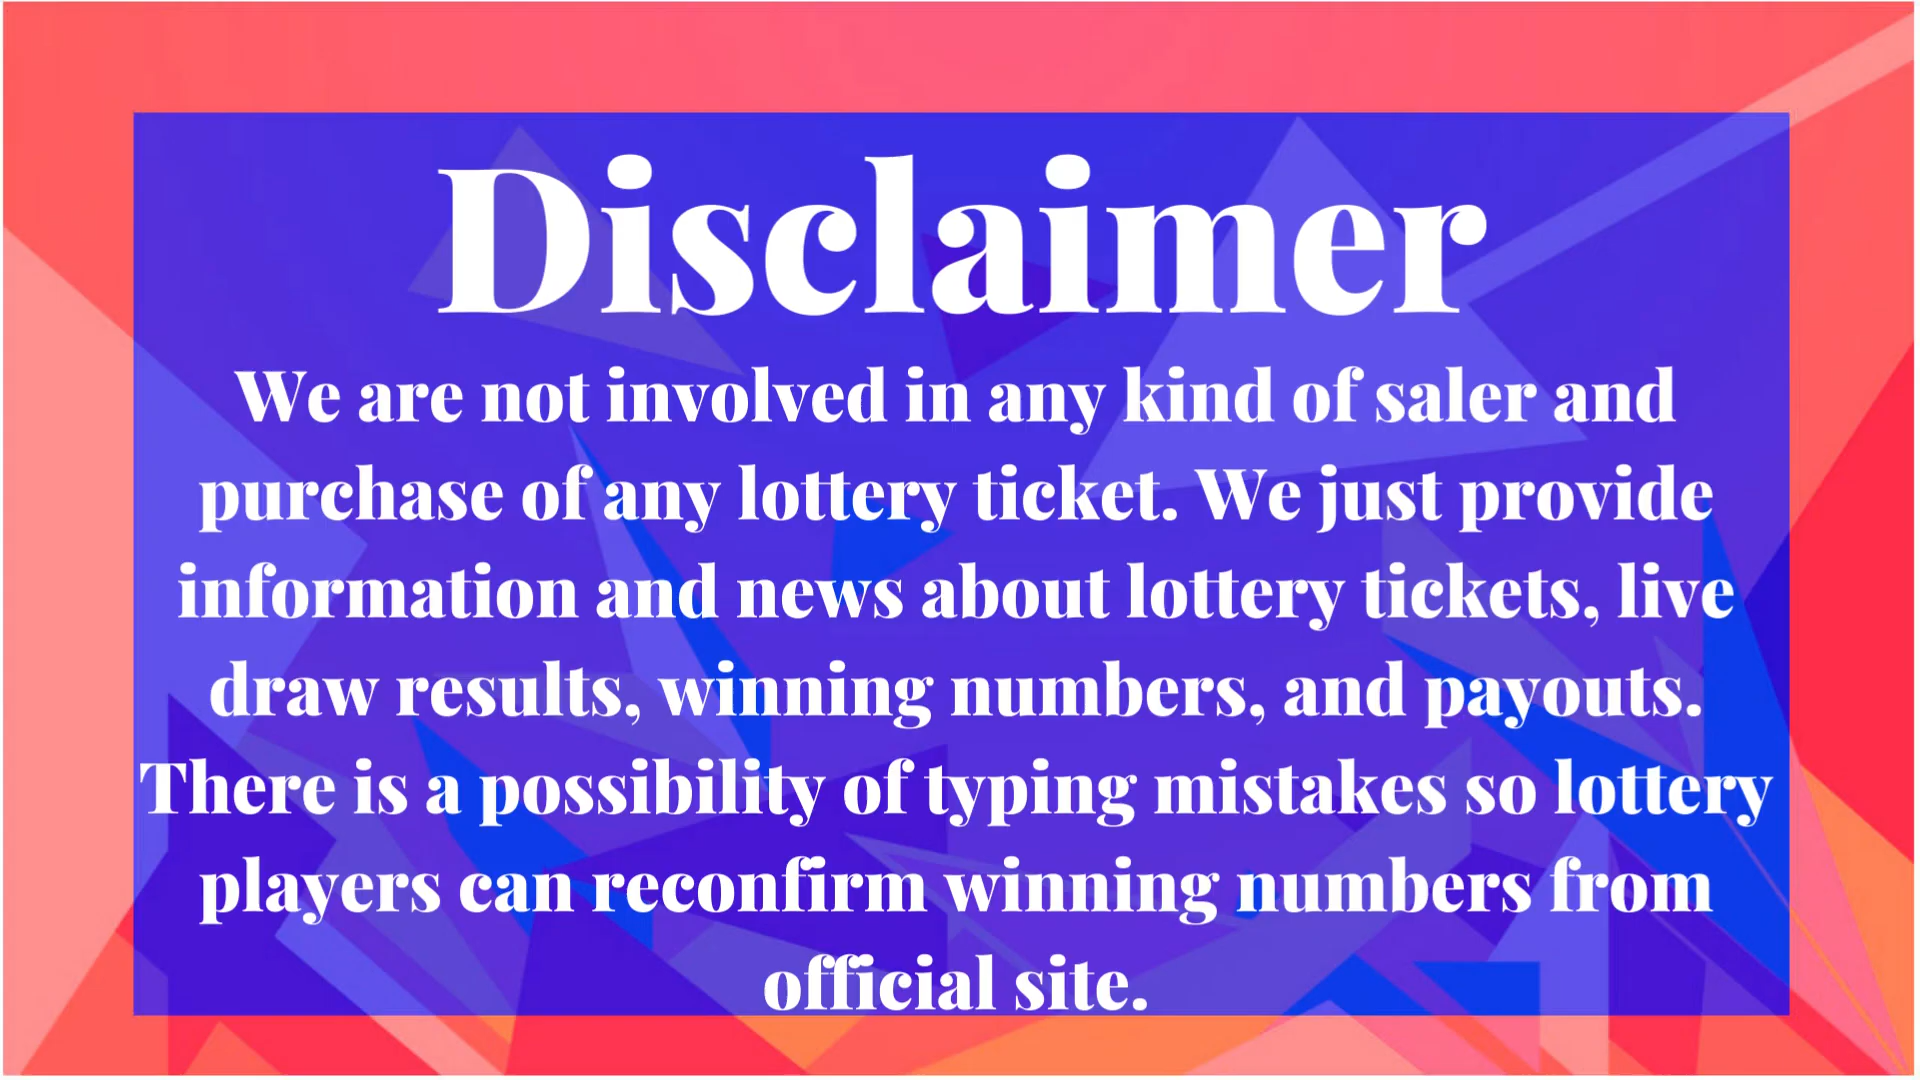 Disclaimer
We are not involved in any kind of saler and
purchase of any lottery ticket. We just provide
information and news about lottery tickets, live
draw results, winning numbers, and payouts.
There is a possibility of typing mistakes so lottery
players can reconfirm winning numbers from
official site.